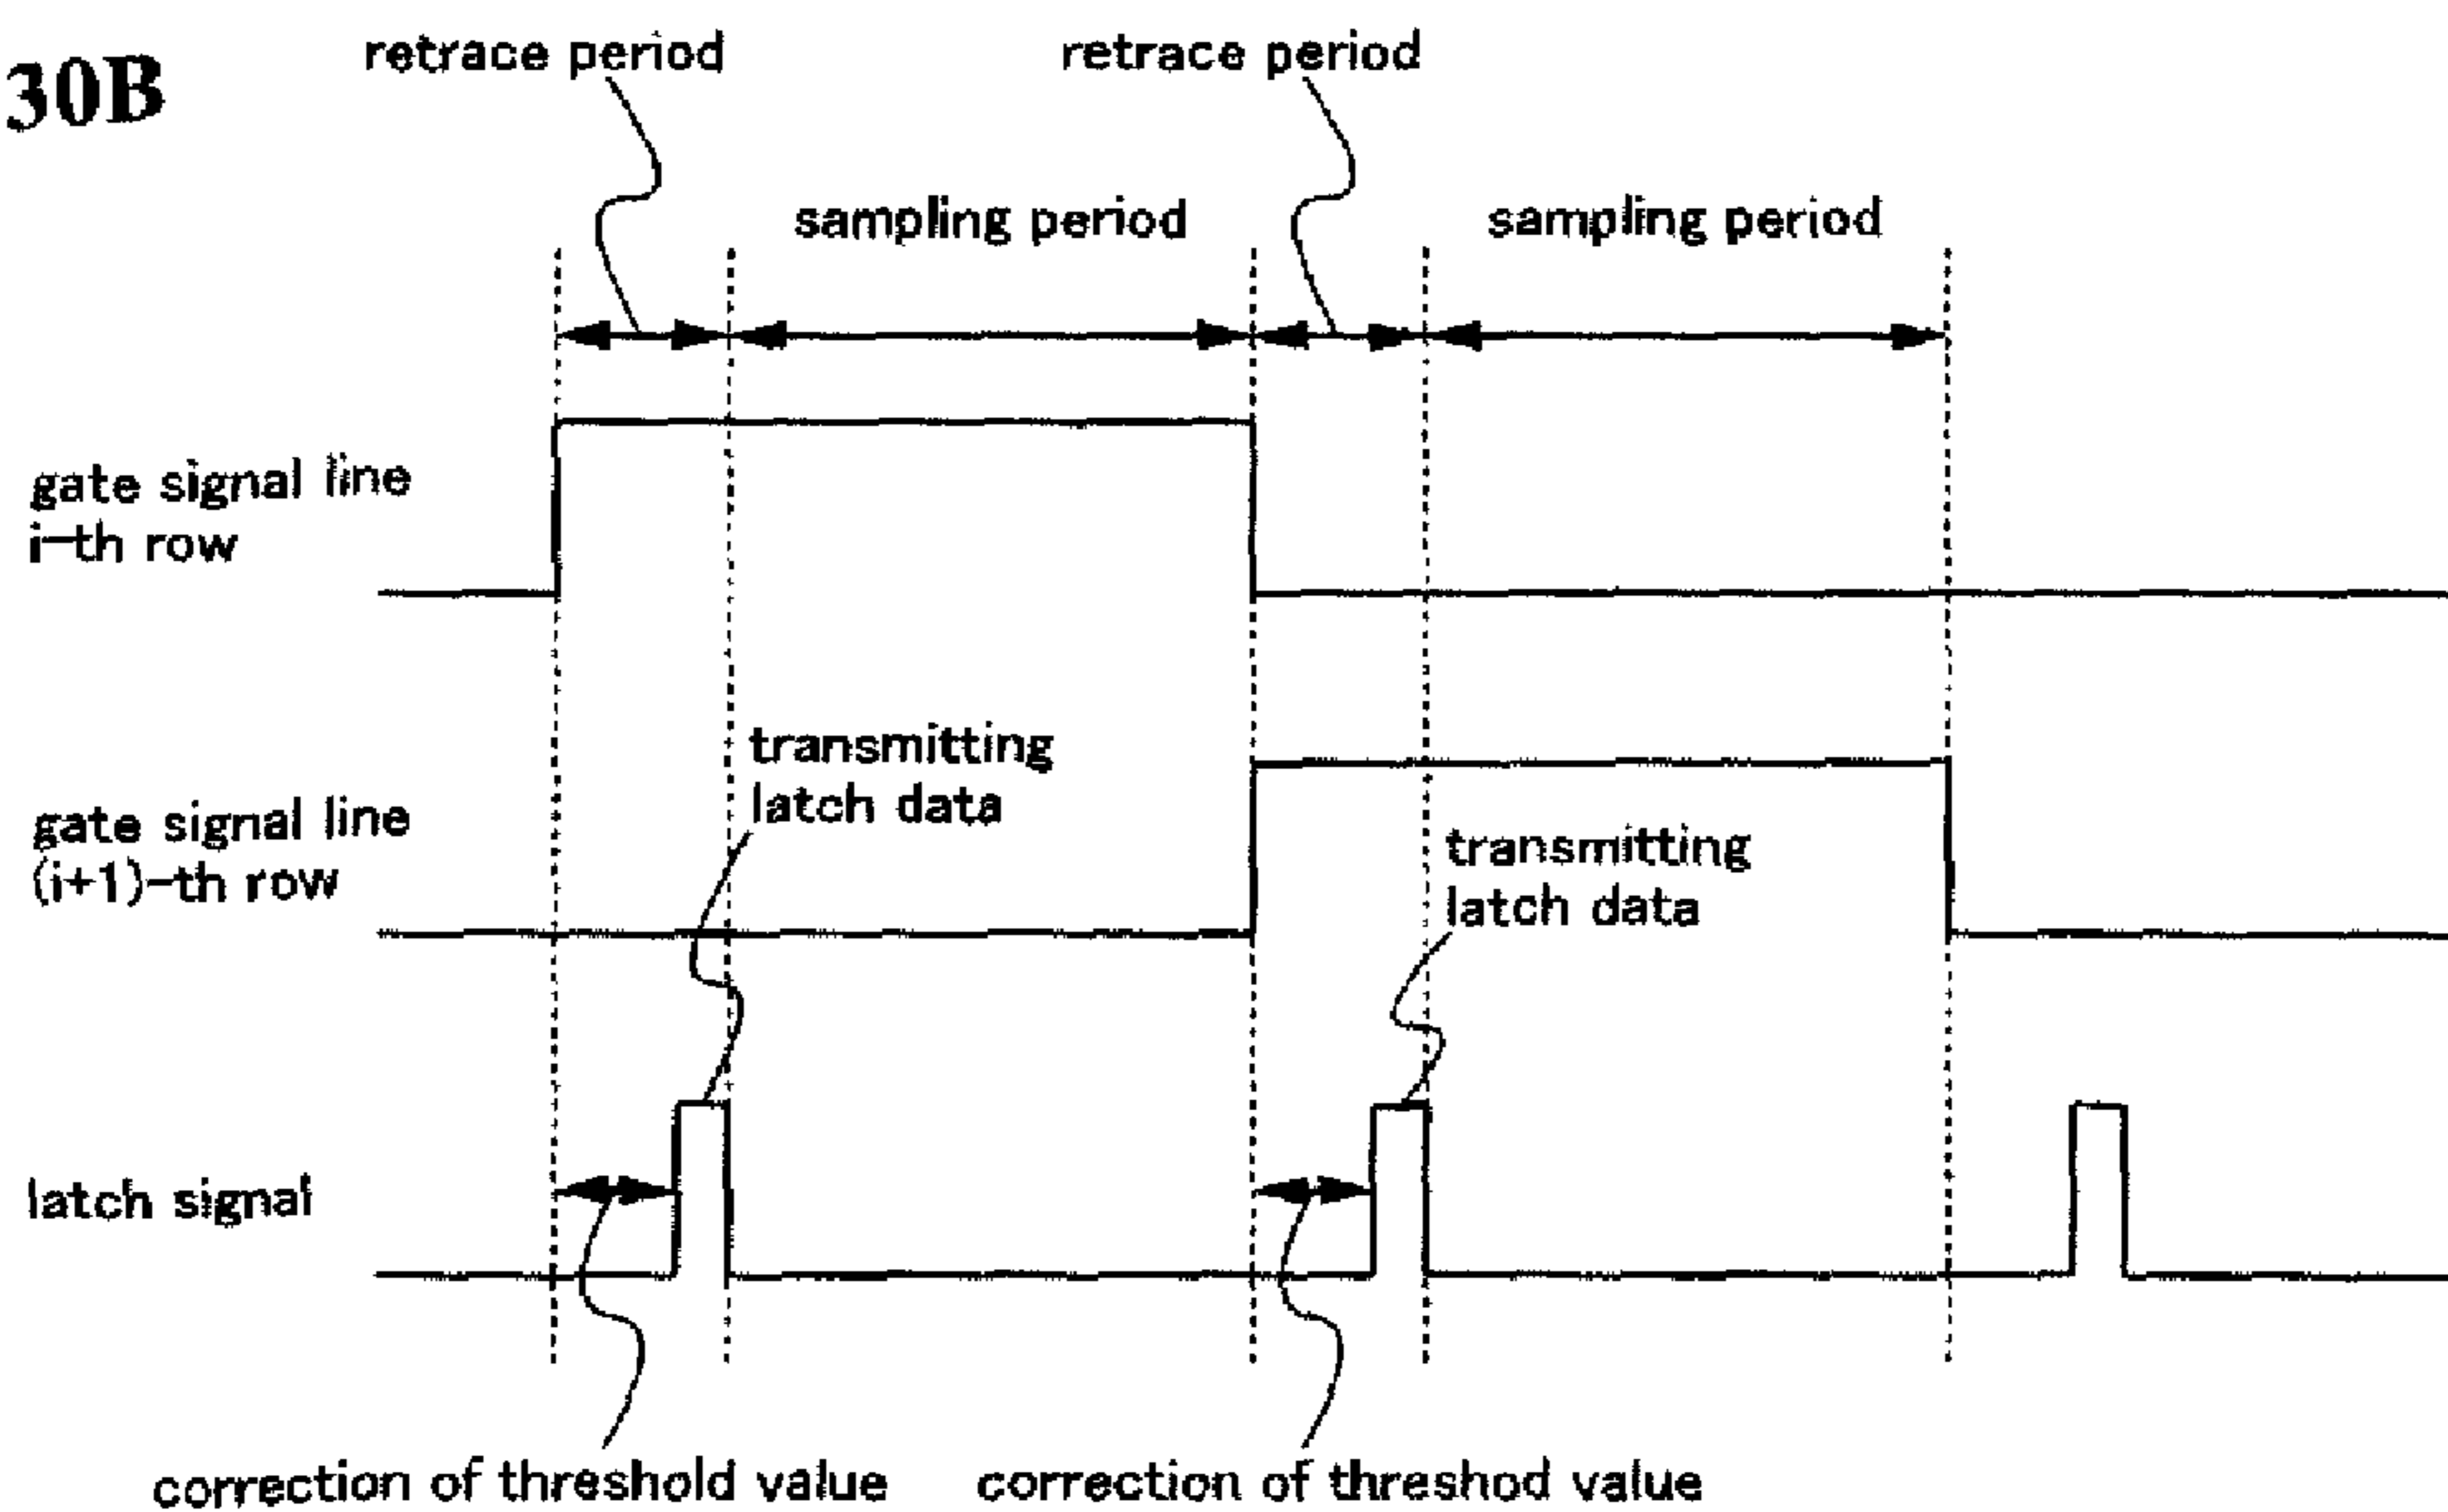 30B
retrace period
retrace period
sampling period
sampling period
gate signal line
i-th row
transmitting
latch data
gate signal line
(i+1)-th row
transmitting
latch data
latch signal
correction of threshold value
correction of threshod value